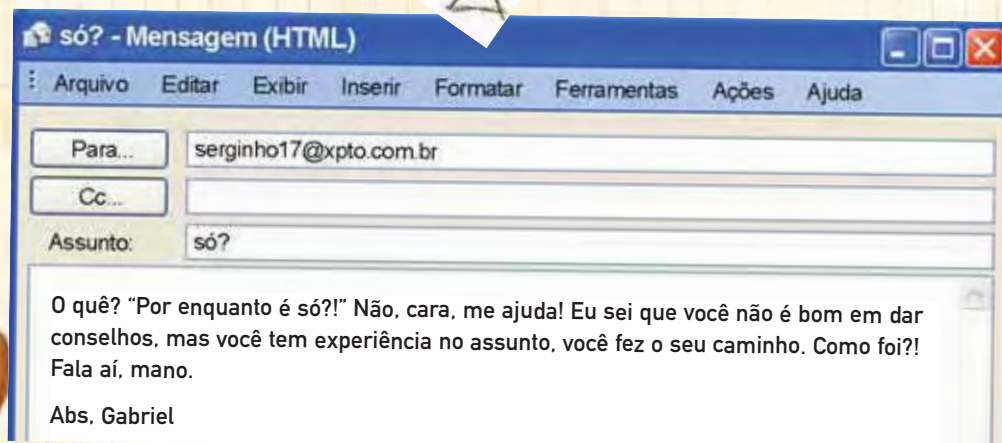 só? - Mensagem (HTML)
Arquivo Editar Exibir Inserir Formatar Ferramentas Ações Ajuda
Para... serginho17@xpto.com.br
Cc...
Assunto: só?
O quê? “Por enquanto é só?!” Não, cara, me ajuda! Eu sei que você não é bom em dar
conselhos, mas você tem experiência no assunto, você fez o seu caminho. Como foi?!
Fala aí, mano.
Abs, Gabriel